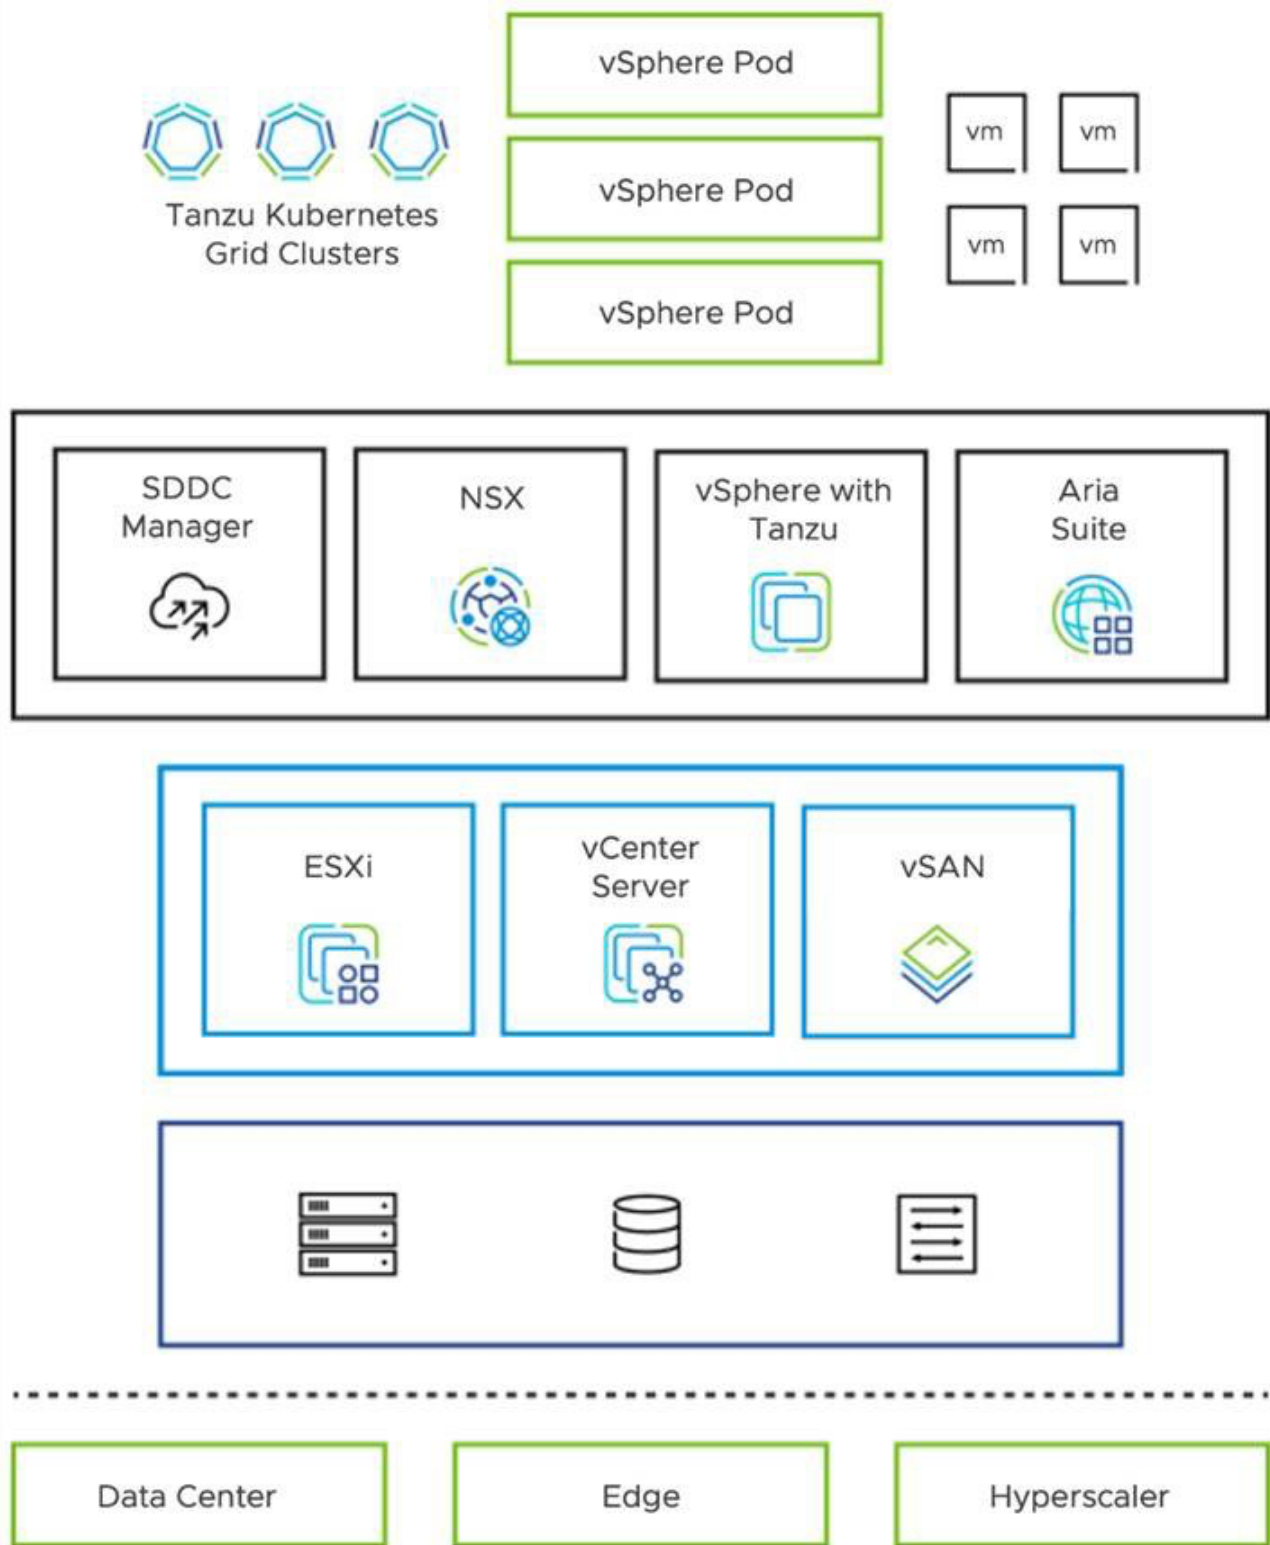 vSphere Pod
vSphere Pod
vSphere Pod
Tanzu Kubernetes
Grid Clusters
vm
vm
vm
vm
SDDC
Manager
NSX
vSphere with
Tanzu
Aria
Suite
ESXi
vCenter
Server
vSAN
Data Center
Edge
Hyperscaler